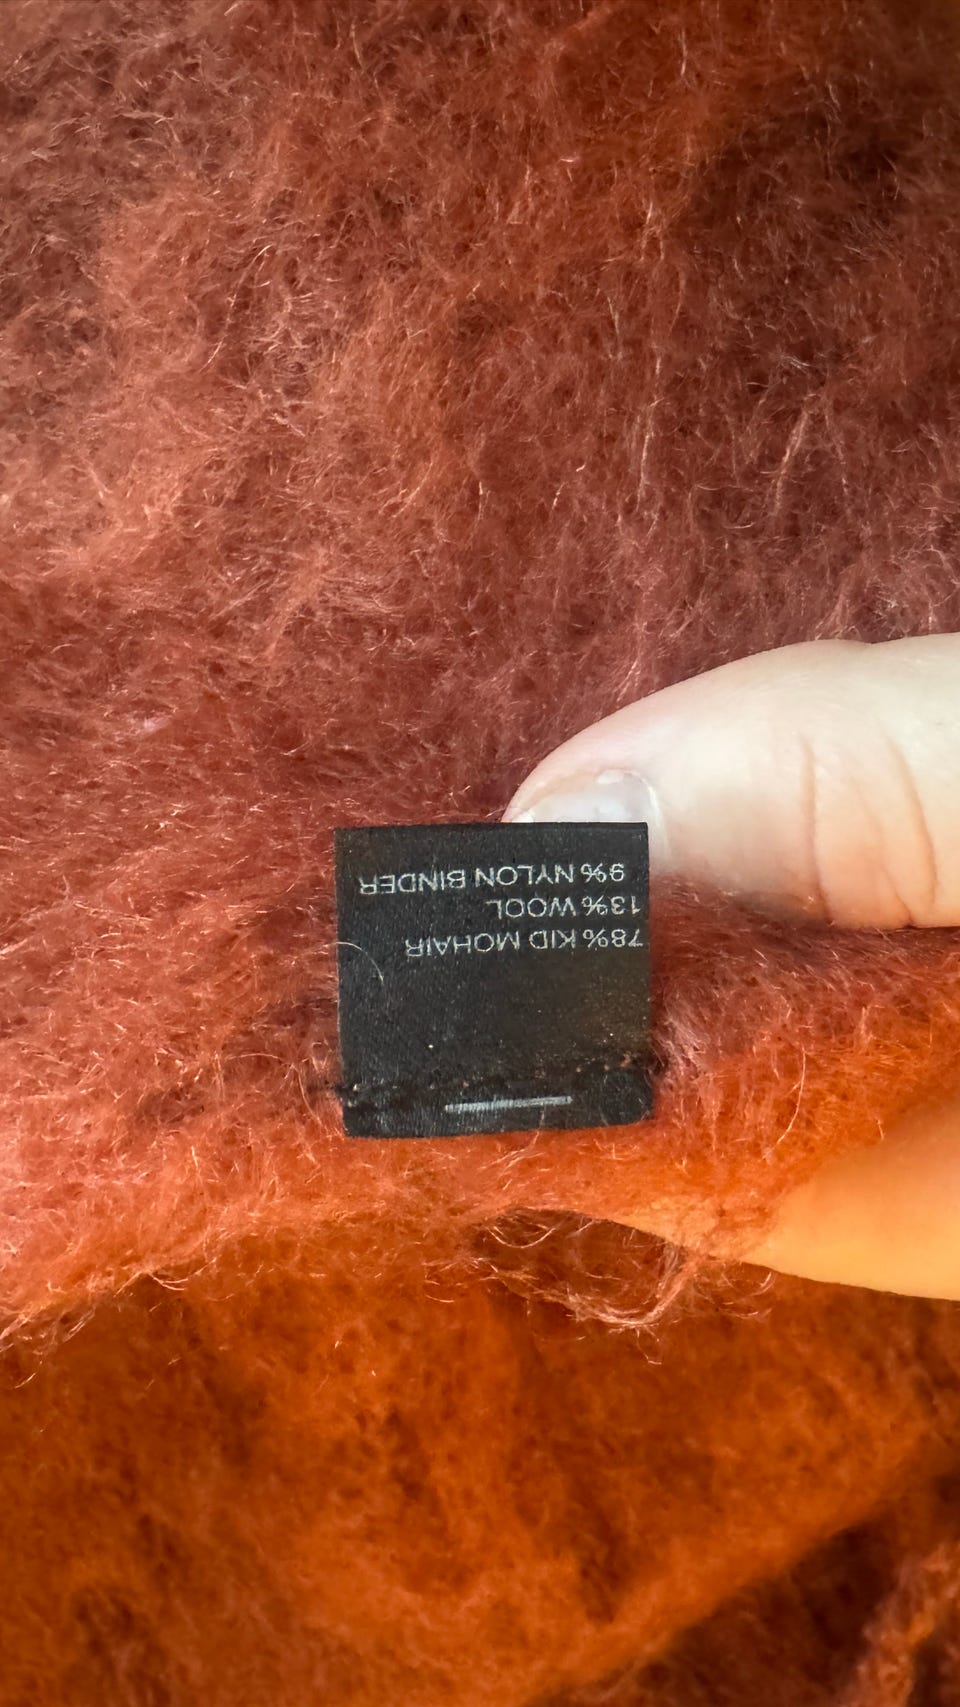 78% KID MOHAIR
13% WOOL
9% NYLON BINDER